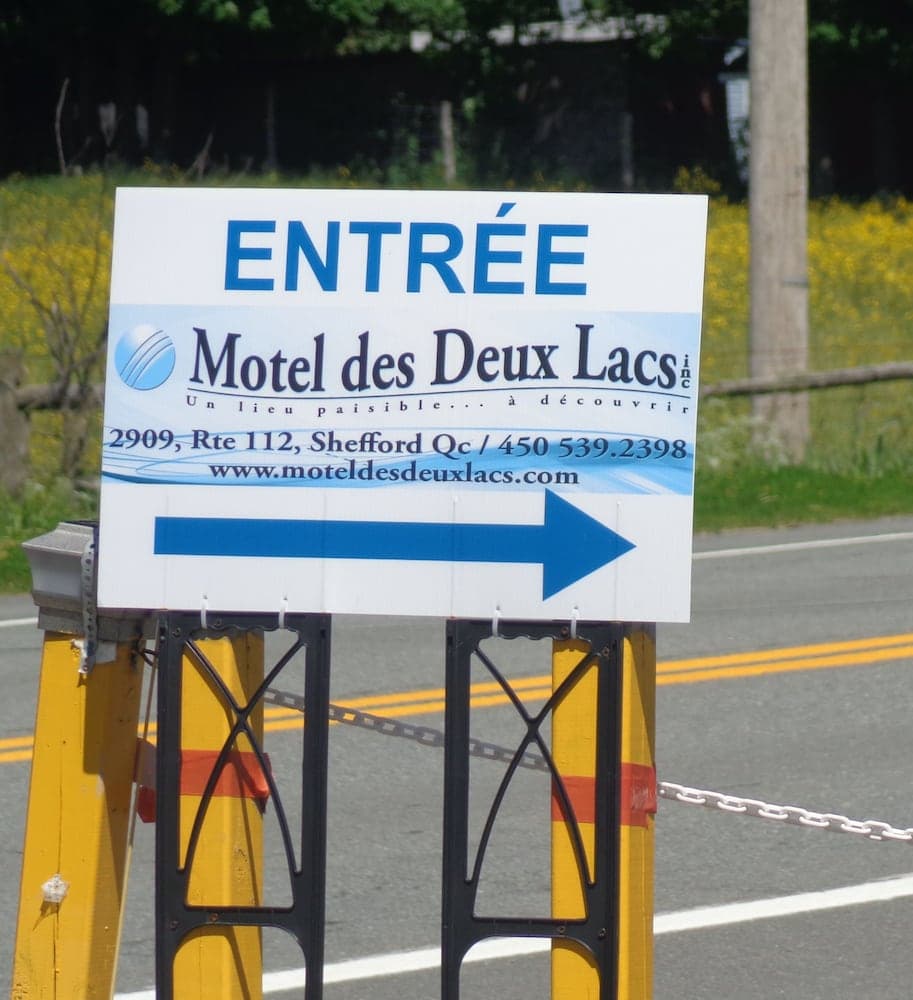 ENTRÉE
Motel des Deux Lacs inc
Un lieu paisible... à découvrir
2909, Rte 112, Shefford Qc / 450 539.2398
www.moteldesdeuxlacs.com